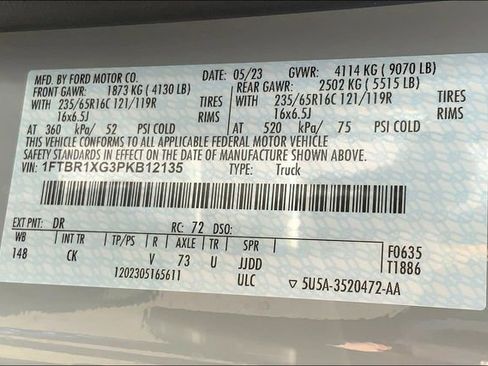 MFD. BY FORD MOTOR CO. DATE: 05/23 GVWR: 4114 KG ( 9070 LB)
FRONT GAWR: 1873 KG ( 4130 LB) REAR GAWR: 2502 KG ( 5515 LB)
WITH 235/65R16C 121/119R TIRES WITH 235/65R16C 121/119R TIRES
16x6.5J RIMS 16x6.5J RIMS
AT 360 kPa/ 52 PSI COLD AT 520 kPa/ 75 PSI COLD
THIS VEHICLE CONFORMS TO ALL APPLICABLE FEDERAL MOTOR VEHICLE
SAFETY STANDARDS IN EFFECT ON THE DATE OF MANUFACTURE SHOWN ABOVE.
VIN: 1FTBR1XG3PKB12135 TYPE: Truck
EXT PNT: DR RC: 72 DSO:
WB INT TR TP/PS R AXLE TR SPR F0635
148 CK V 73 U JJDD T1886
1202305165611 ULC 5U5A-3520472-AA